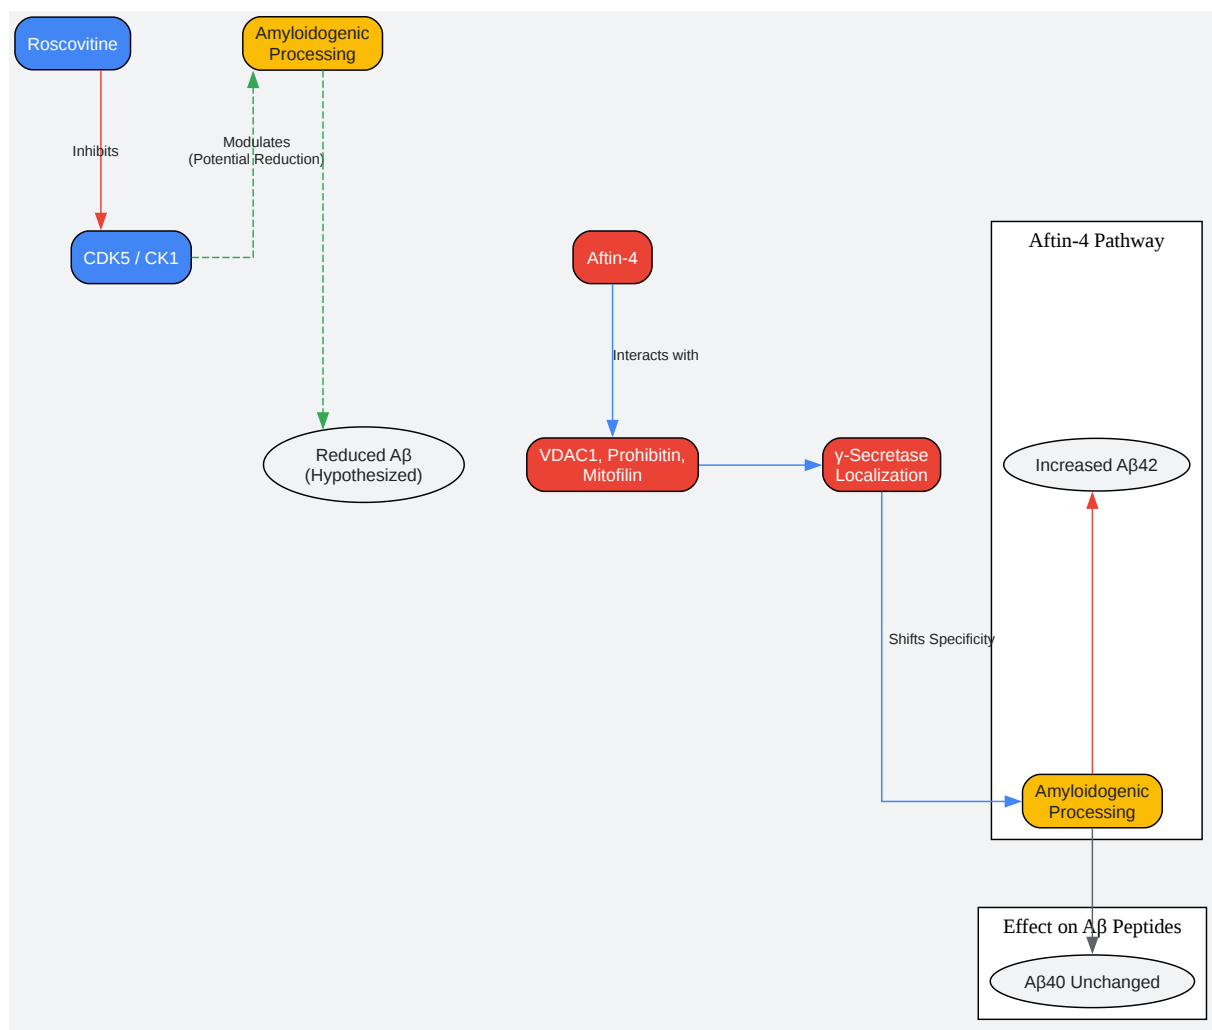 Roscovitine
Amyloidogenic
Processing
Inhibits
Modulates
(Potential Reduction)
CDK5 / CK1
Reduced Aβ
(Hypothesized)
Aftin-4
Interacts with
VDAC1, Prohibitin,
Mitofilin
γ-Secretase
Localization
Shifts Specificity
Aftin-4 Pathway
Increased Aβ42
Amyloidogenic
Processing
Effect on Aβ Peptides
Aβ40 Unchanged